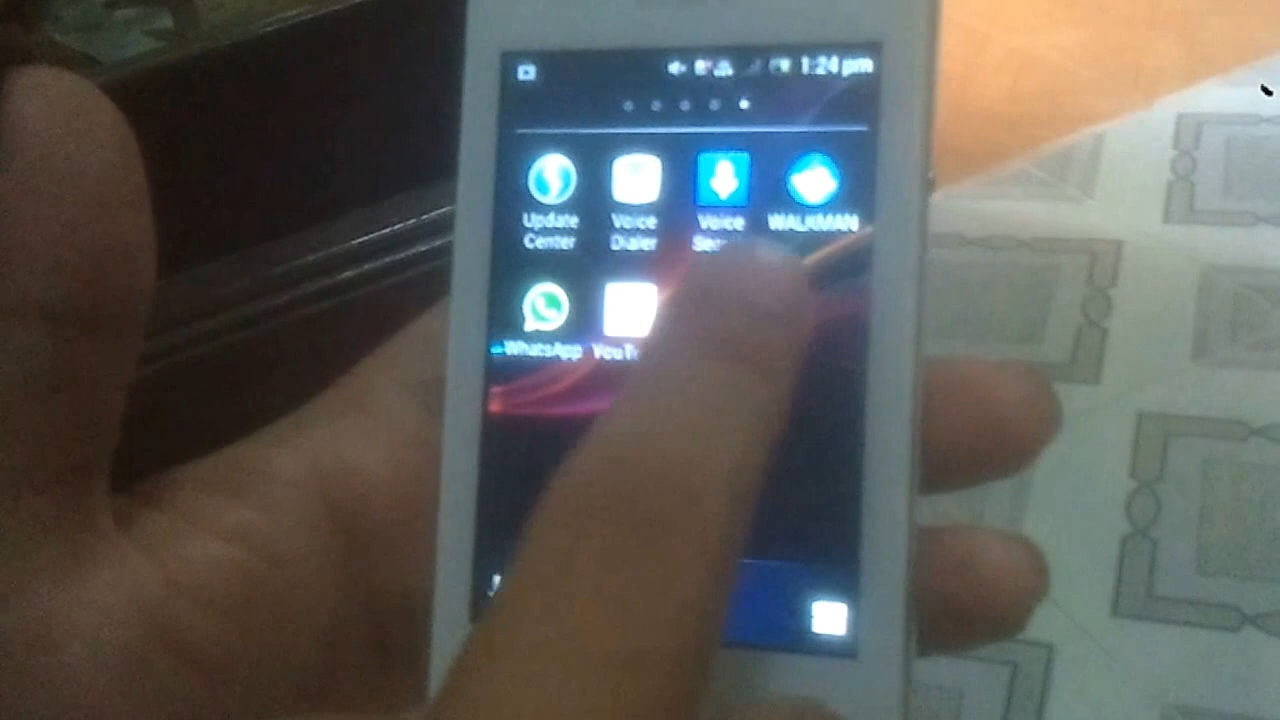 1:24 pm
Update Center
Voice Dialer
Voice
WALKMAN
WhatsApp